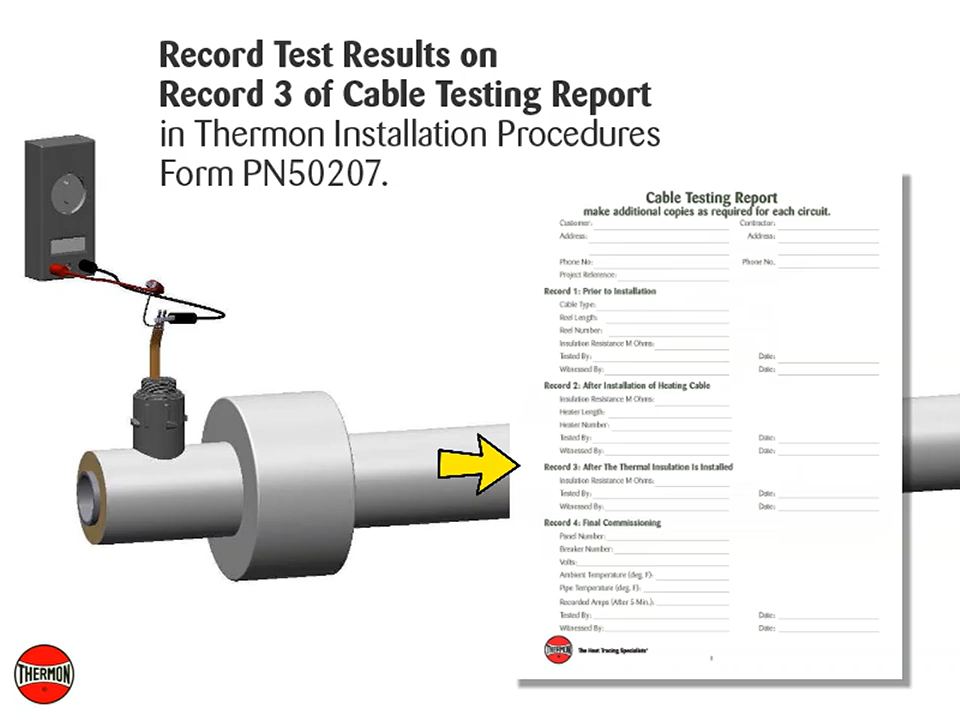 Record Test Results on
Record 3 of Cable Testing Report
in Thermon Installation Procedures
Form PN50207.
Cable Testing Report
make additional copies as required for each circuit.
Customer: Contractor:
Address: Address:
Phone No: Phone No.
Project Reference:
Record 1: Prior to Installation
Cable Type:
Reel Length:
Reel Number:
Insulation Resistance M Ohms:
Tested By: Date:
Witnessed By: Date:
Record 2: After Installation of Heating Cable
Insulation Resistance M Ohms:
Heater Length:
Heater Number:
Tested By: Date:
Witnessed By: Date:
Record 3: After The Thermal Insulation Is Installed
Insulation Resistance M Ohms:
Tested By: Date:
Witnessed By: Date:
Record 4: Final Commissioning
Panel Number:
Breaker Number:
Volts:
Ambient Temperature (deg. F):
Pipe Temperature (deg. F):
Recorded Amps (After 5 Min.):
Tested By: Date:
Witnessed By: Date:
THERMON The Heat Tracing Specialists®
THERMON
®